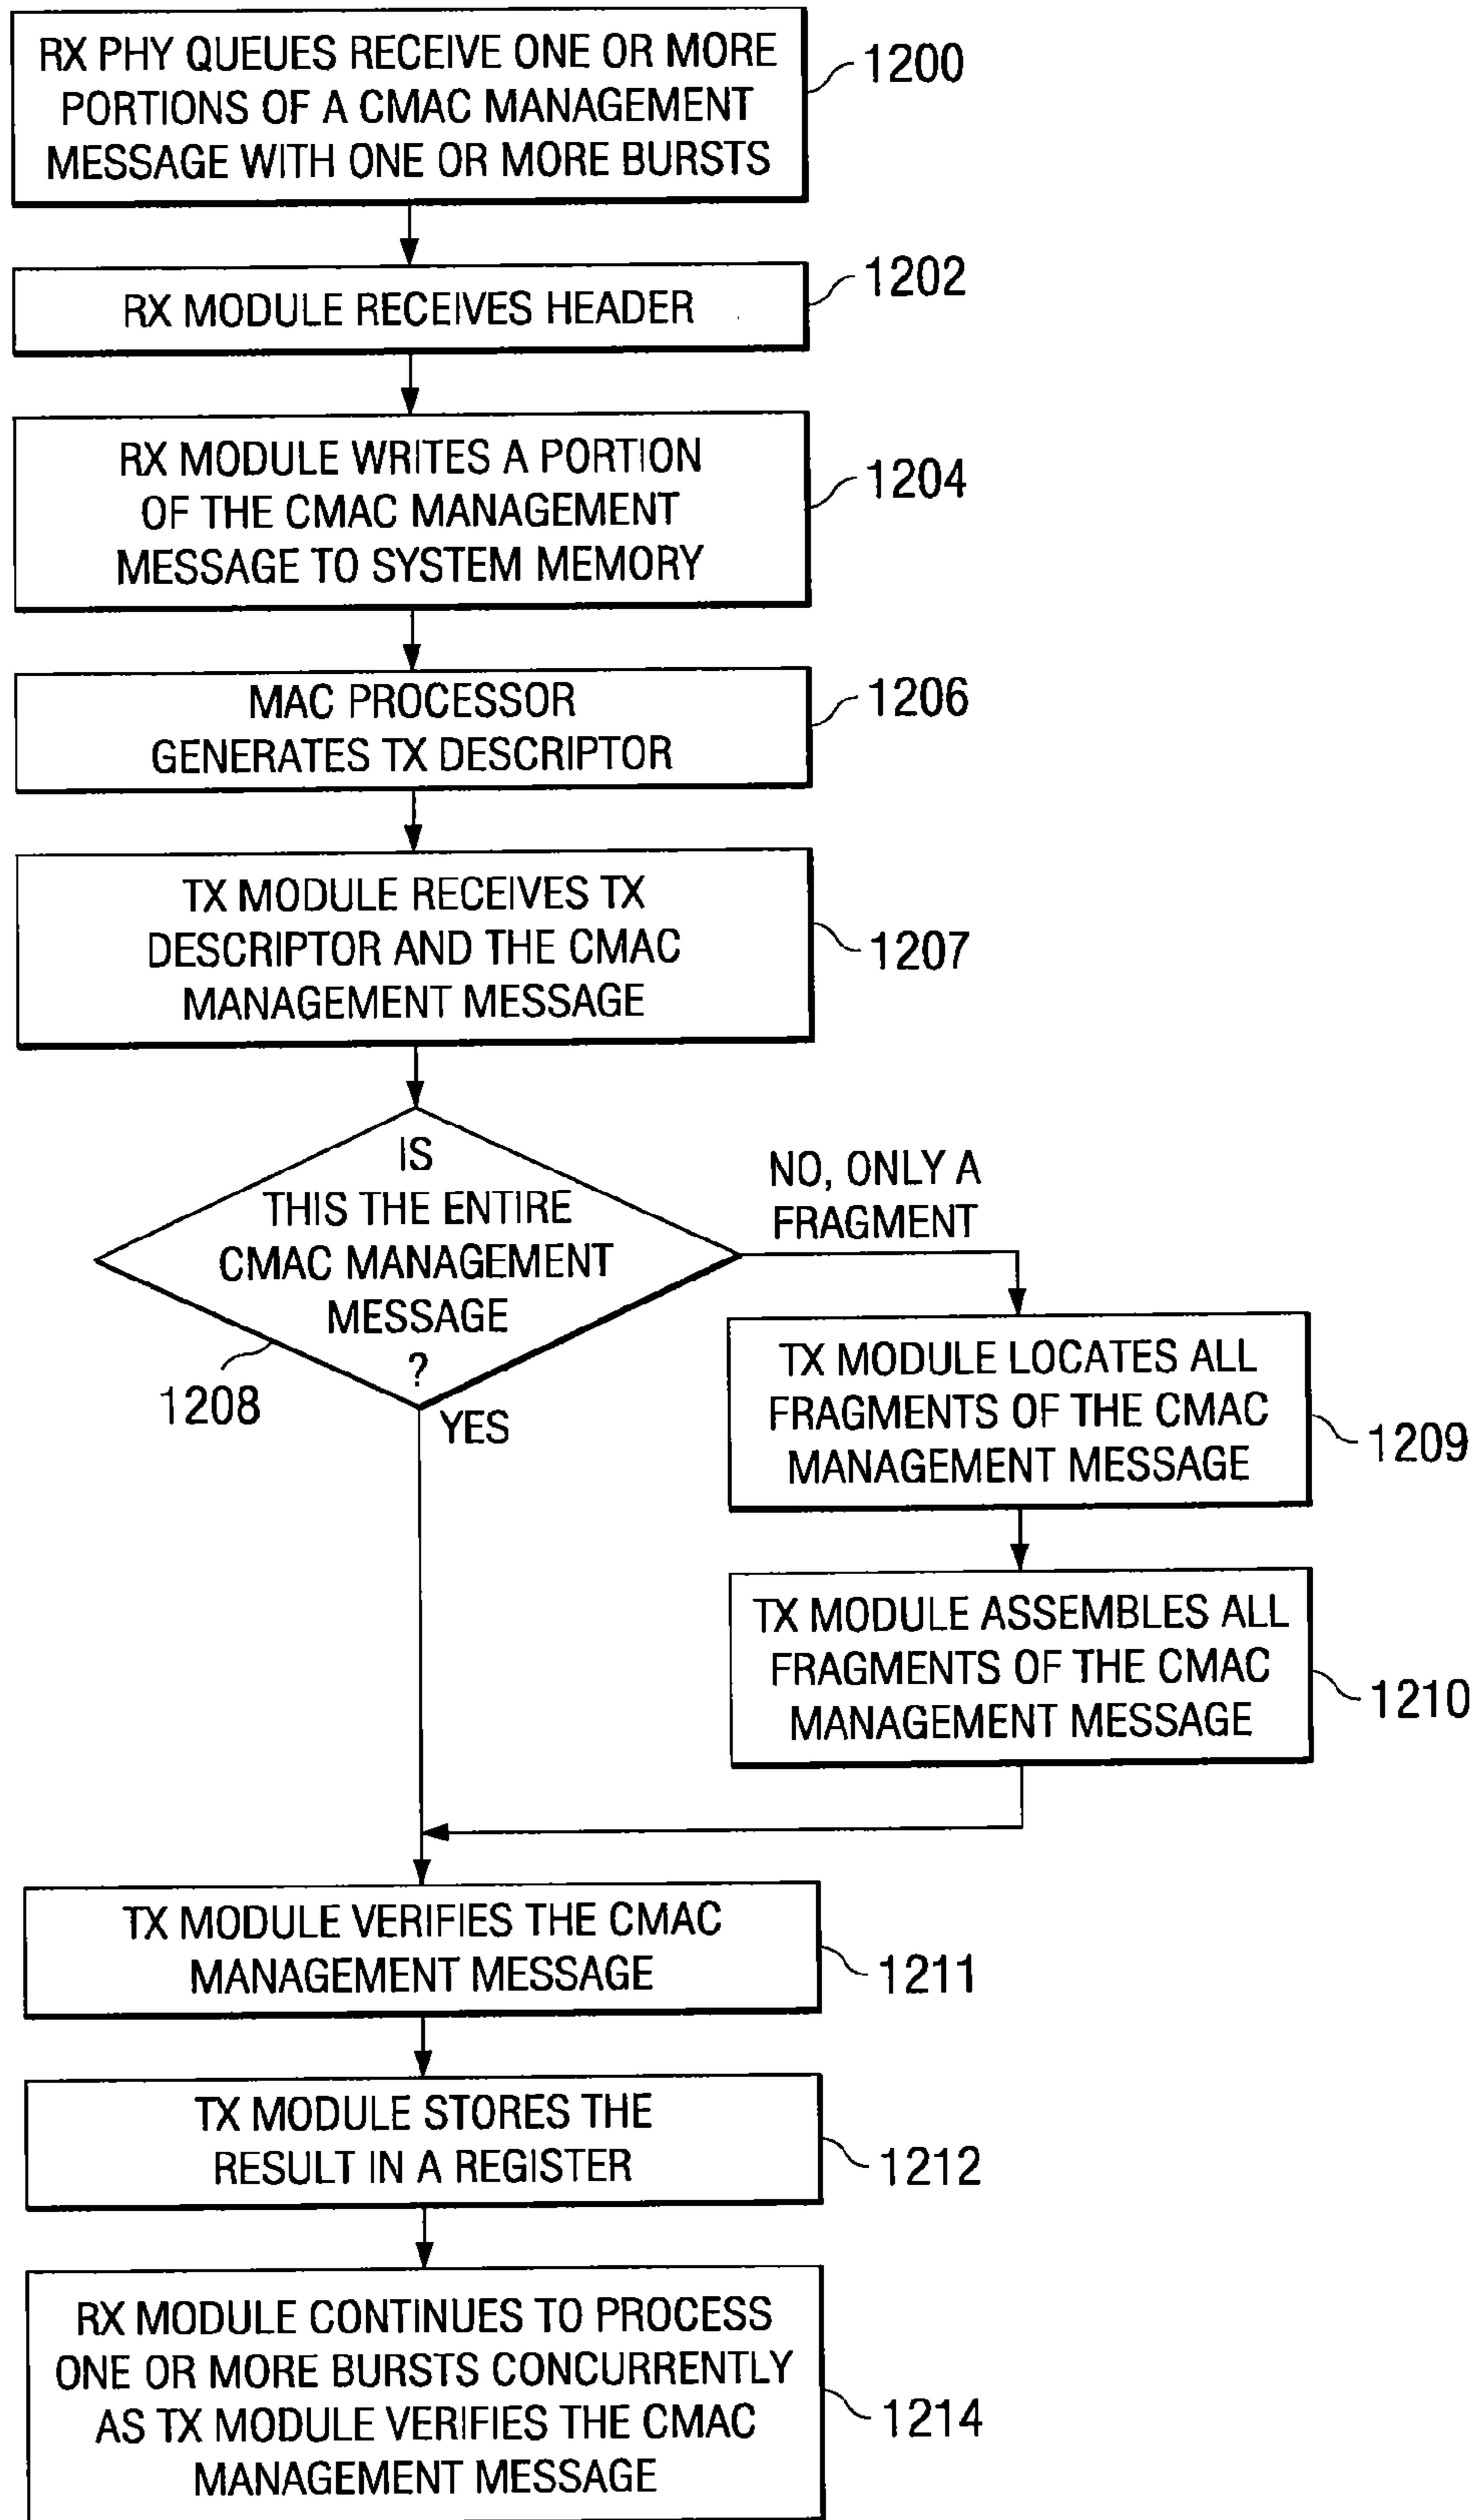 RX PHY QUEUES RECEIVE ONE OR MORE
PORTIONS OF A CMAC MANAGEMENT
MESSAGE WITH ONE OR MORE BURSTS
1200
RX MODULE RECEIVES HEADER
1202
RX MODULE WRITES A PORTION
OF THE CMAC MANAGEMENT
MESSAGE TO SYSTEM MEMORY
1204
MAC PROCESSOR
GENERATES TX DESCRIPTOR
1206
TX MODULE RECEIVES TX
DESCRIPTOR AND THE CMAC
MANAGEMENT MESSAGE
1207
IS
THIS THE ENTIRE
CMAC MANAGEMENT
MESSAGE
?
1208
NO, ONLY A
FRAGMENT
YES
TX MODULE LOCATES ALL
FRAGMENTS OF THE CMAC
MANAGEMENT MESSAGE
1209
TX MODULE ASSEMBLES ALL
FRAGMENTS OF THE CMAC
MANAGEMENT MESSAGE
1210
TX MODULE VERIFIES THE CMAC
MANAGEMENT MESSAGE
1211
TX MODULE STORES THE
RESULT IN A REGISTER
1212
RX MODULE CONTINUES TO PROCESS
ONE OR MORE BURSTS CONCURRENTLY
AS TX MODULE VERIFIES THE CMAC
MANAGEMENT MESSAGE
1214